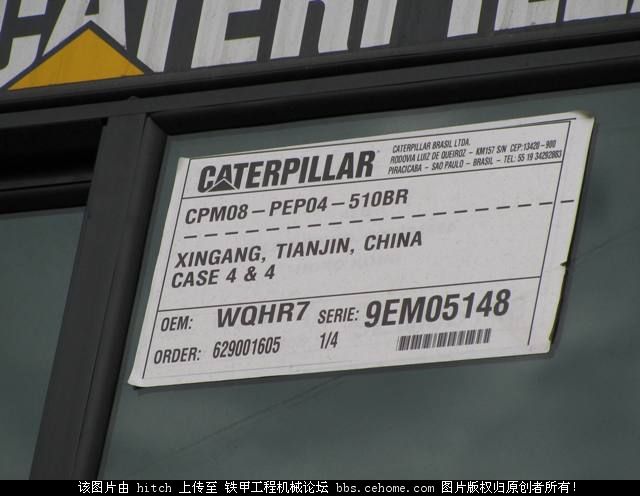 CATERPILLAR
CATERPILLAR
CATERPILLAR BRASIL LTDA.
RODOVIA LUIZ DE QUEIROZ - KM157 S/N CEP:13420-900
PIRACICABA - SAO PAULO - BRASIL - TEL: 55 19 34292863
CPM08-PEP04-510BR
XINGANG, TIANJIN, CHINA
CASE 4 & 4
OEM: WQHR7 SERIE: 9EM05148
ORDER: 629001605 1/4
该图片由 hitch 上传至 铁甲工程机械论坛 bbs.cehome.com 图片版权归原创者所有!